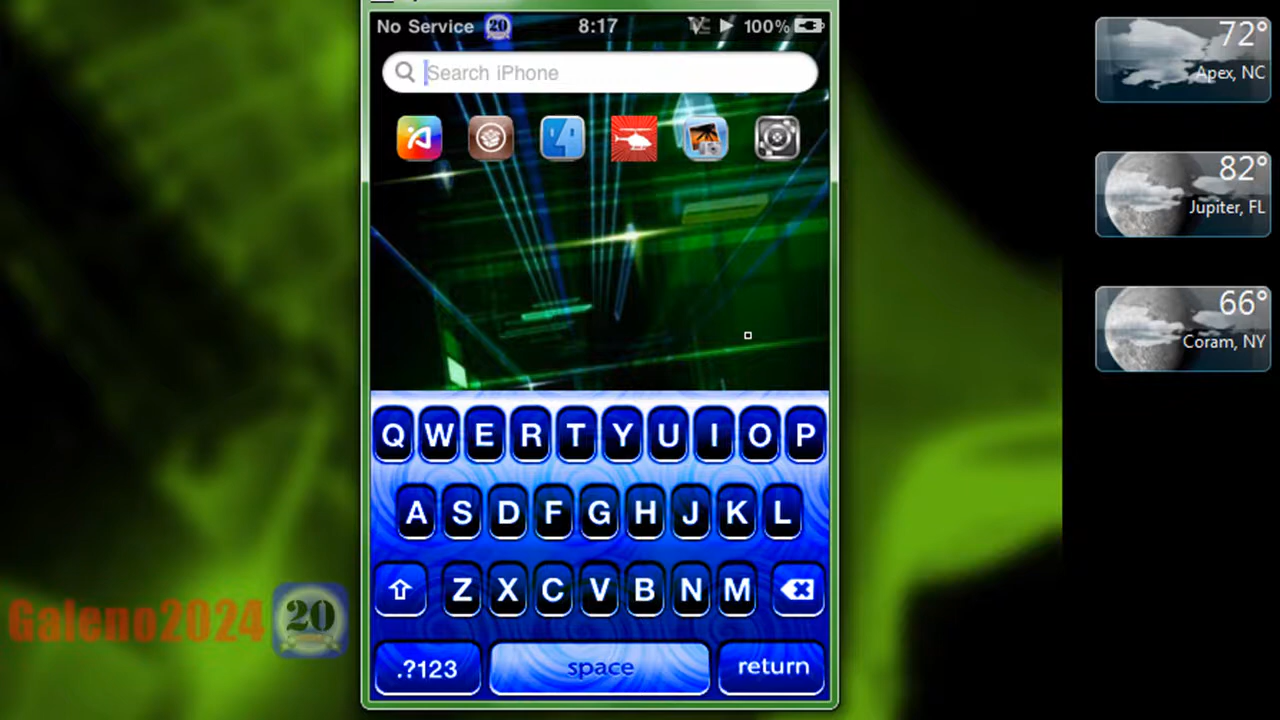 No Service 20 8:17 100%
Search iPhone
Q W E R T Y U I O P
A S D F G H J K L
Z X C V B N M
.?123 space return
72°
Apex, NC
82°
Jupiter, FL
66°
Coram, NY
Galeno2024 20